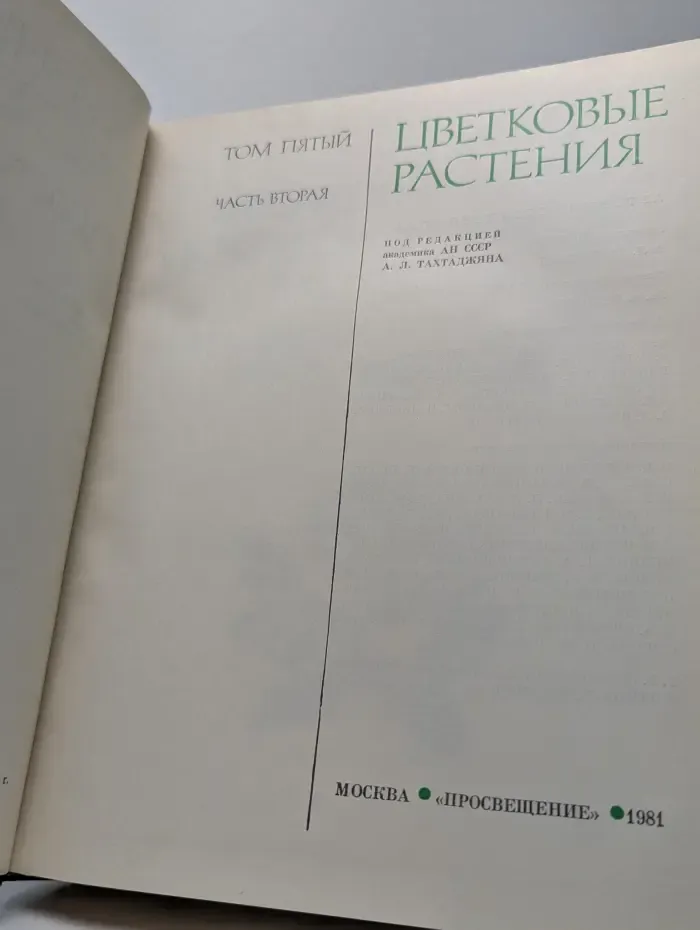 ТОМ ПЯТЫЙ
ЧАСТЬ ВТОРАЯ
ЦВЕТКОВЫЕ
РАСТЕНИЯ
ПОД РЕДАКЦИЕЙ
академика АН СССР
А. Л. ТАХТАДЖЯНА
г.
МОСКВА ● «ПРОСВЕЩЕНИЕ» ● 1981